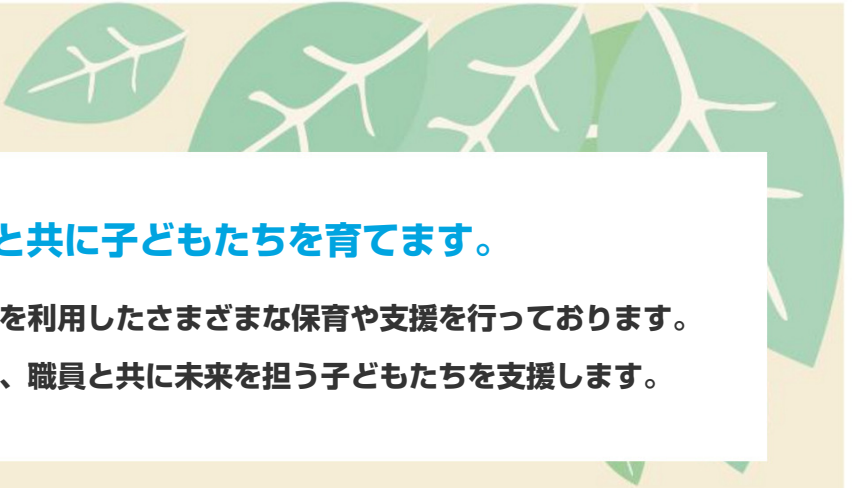 と共に子どもたちを育てます。
を利用したさまざまな保育や支援を行っております。
、職員と共に未来を担う子どもたちを支援します。